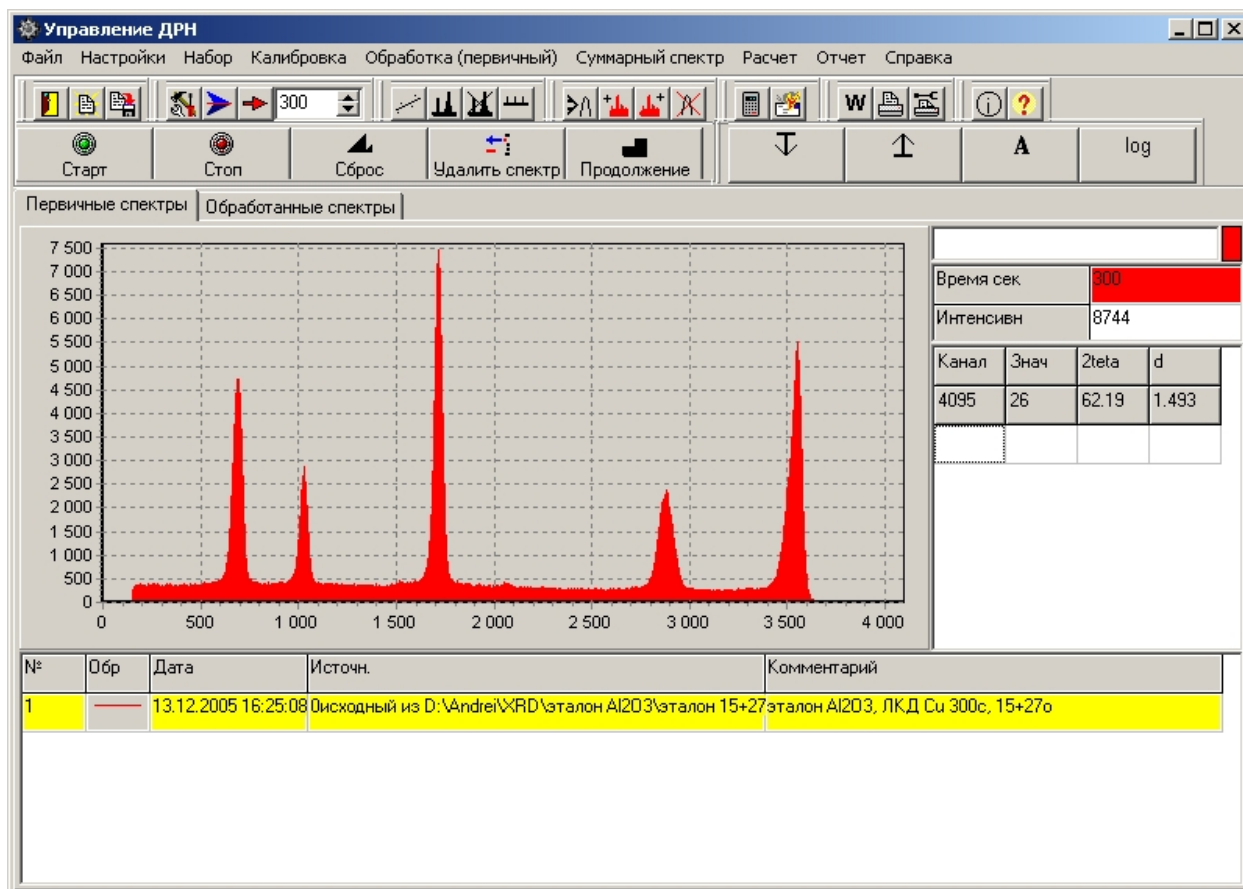 Управление ДРН
Файл Настройки Набор Калибровка Обработка (первичный) Суммарный спектр Расчет Отчет Справка
300
W
Старт Стоп Сброс Удалить спектр Продолжение A log
Первичные спектры Обработанные спектры
7 500
7 000
6 500
6 000
5 500
5 000
4 500
4 000
3 500
3 000
2 500
2 000
1 500
1 000
500
0
0 500 1 000 1 500 2 000 2 500 3 000 3 500 4 000
Время сек 300
Интенсивн 8744
Канал Знач 2teta d
4095 26 62.19 1.493
№ Обр Дата Источн. Комментарий
1 13.12.2005 16:25:08 0исходный из D:\Andrei\XRD\эталон Al2O3\эталон 15+27 эталон Al2O3, ЛКД Cu 300с, 15+27о